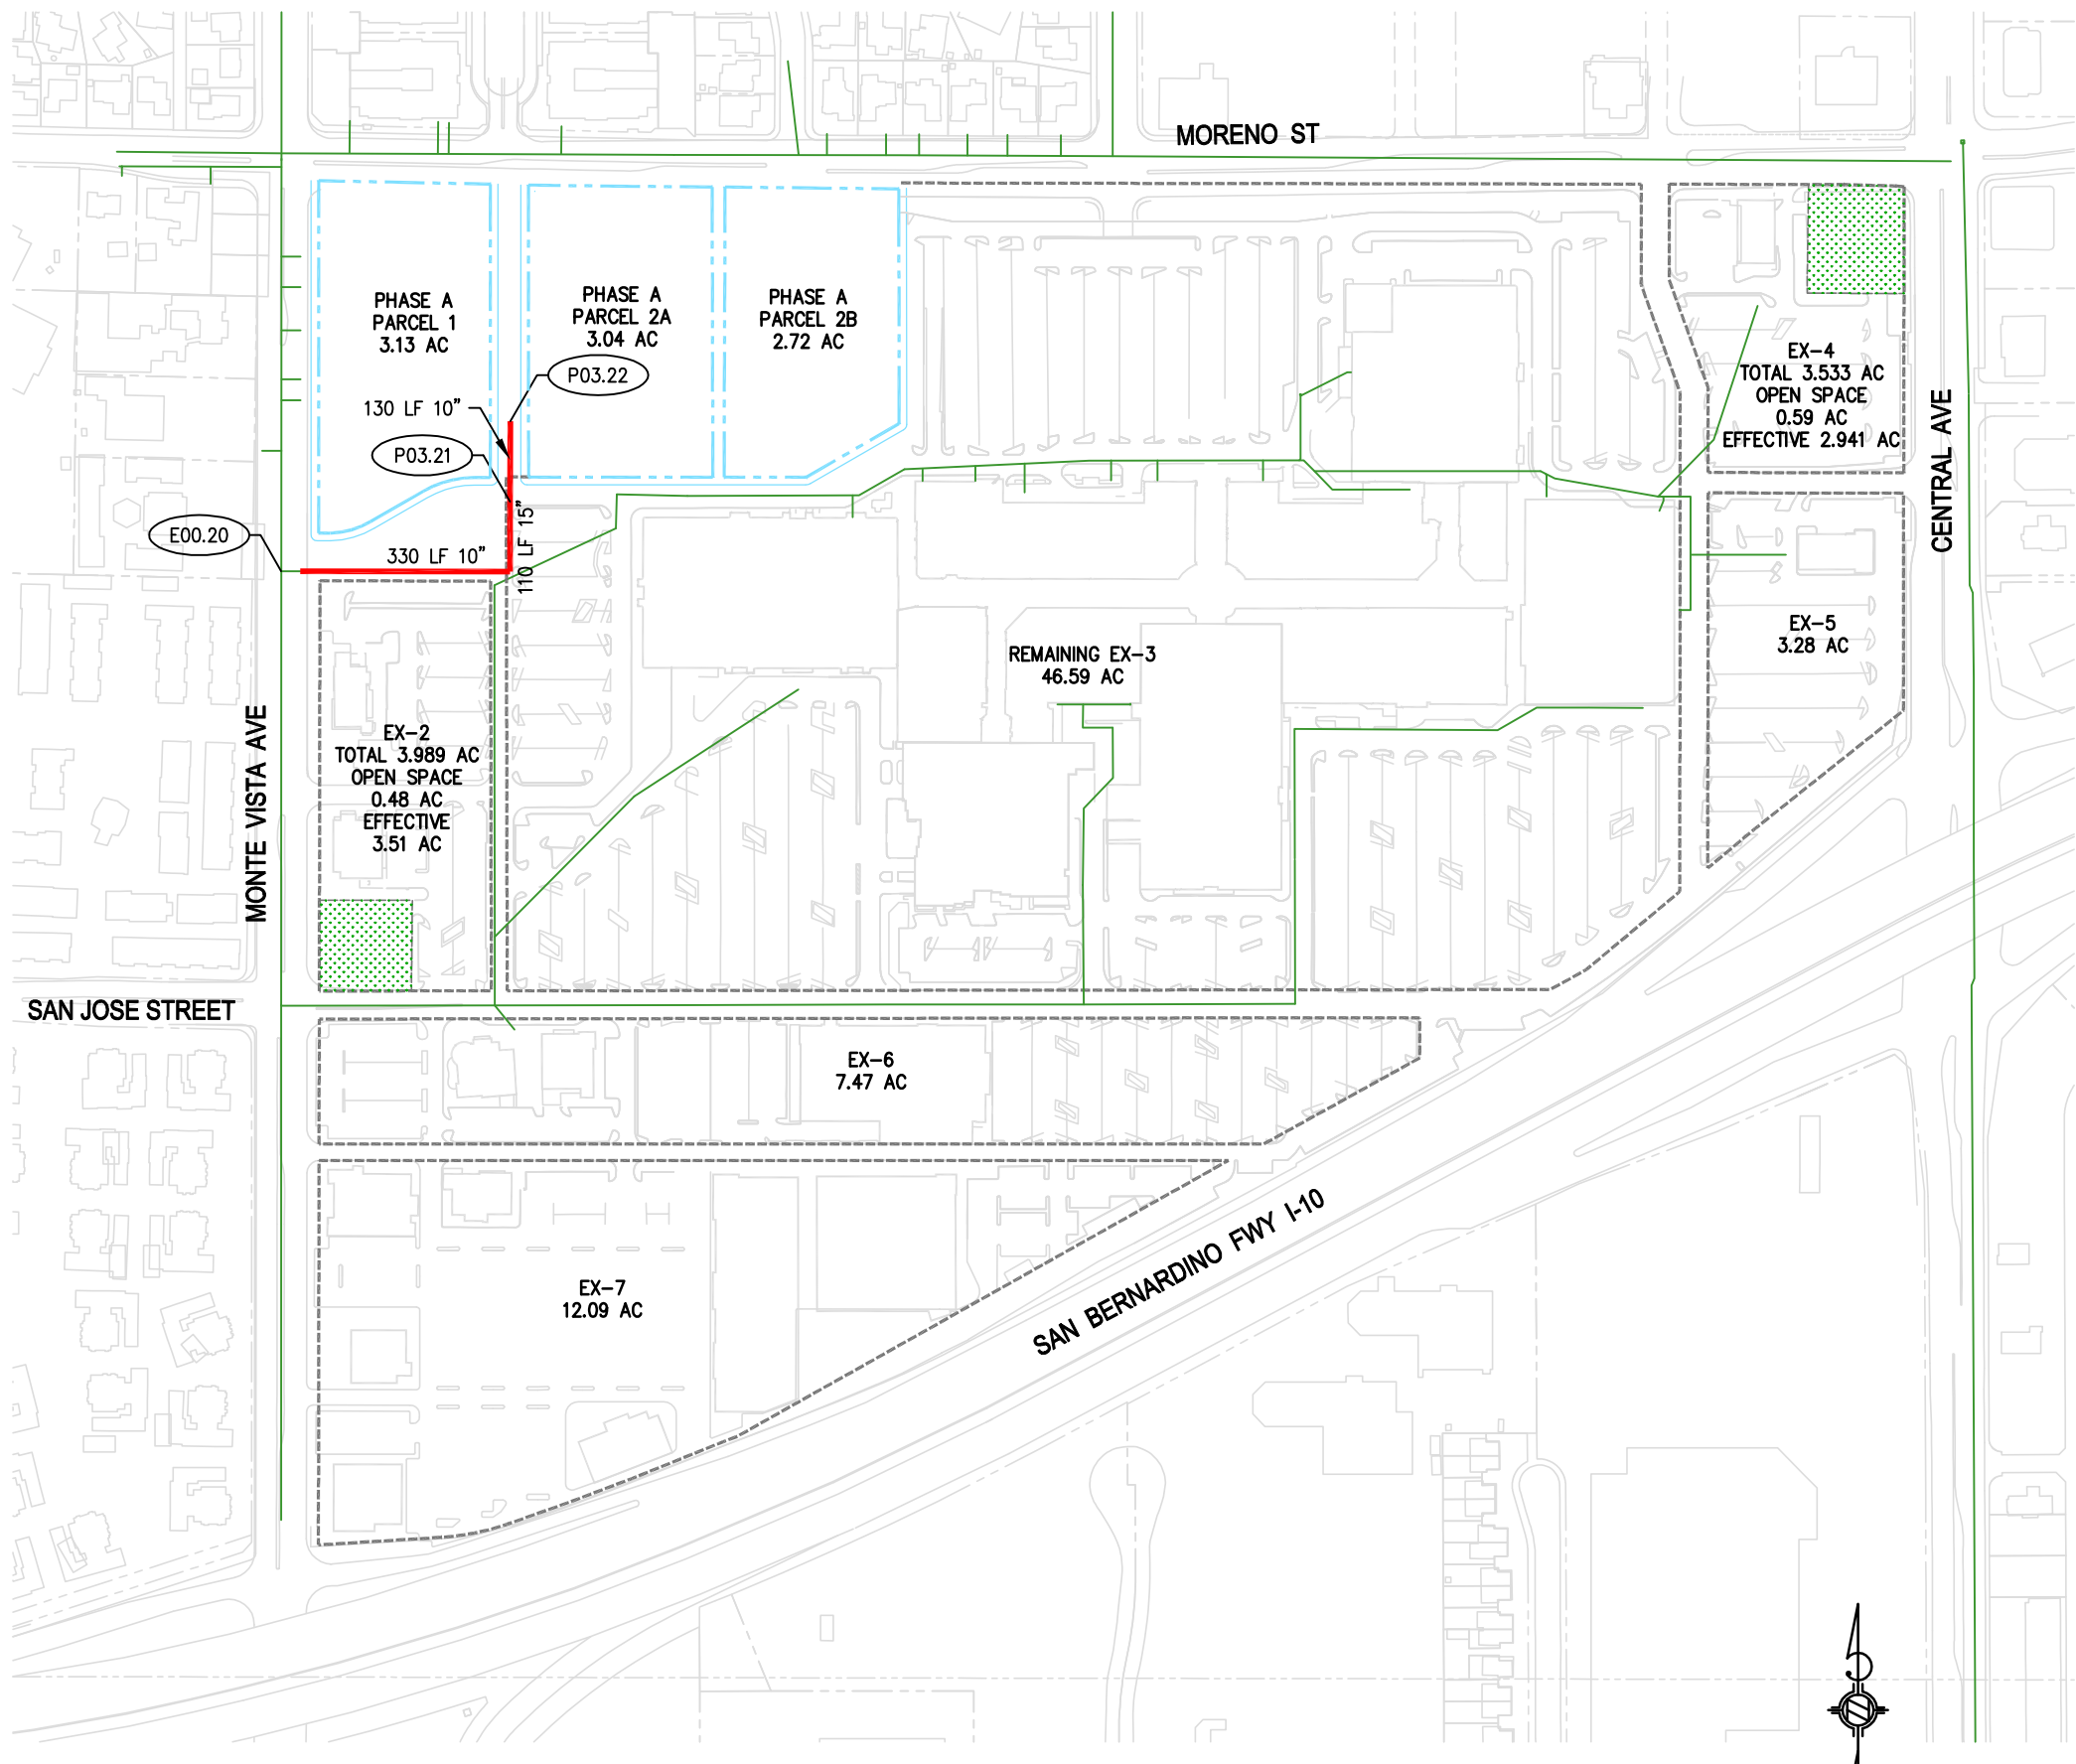 MORENO ST
PHASE A
PARCEL 1
3.13 AC
PHASE A
PARCEL 2A
3.04 AC
PHASE A
PARCEL 2B
2.72 AC
P03.22
130 LF 10”
P03.21
E00.20
330 LF 10”
110 LF 15”
EX-4
TOTAL 3.533 AC
OPEN SPACE
0.59 AC
EFFECTIVE 2.941 AC
CENTRAL AVE
EX-5
3.28 AC
REMAINING EX-3
46.59 AC
MONTE VISTA AVE
EX-2
TOTAL 3.989 AC
OPEN SPACE
0.48 AC
EFFECTIVE
3.51 AC
SAN JOSE STREET
EX-6
7.47 AC
EX-7
12.09 AC
SAN BERNARDINO FWY I-10